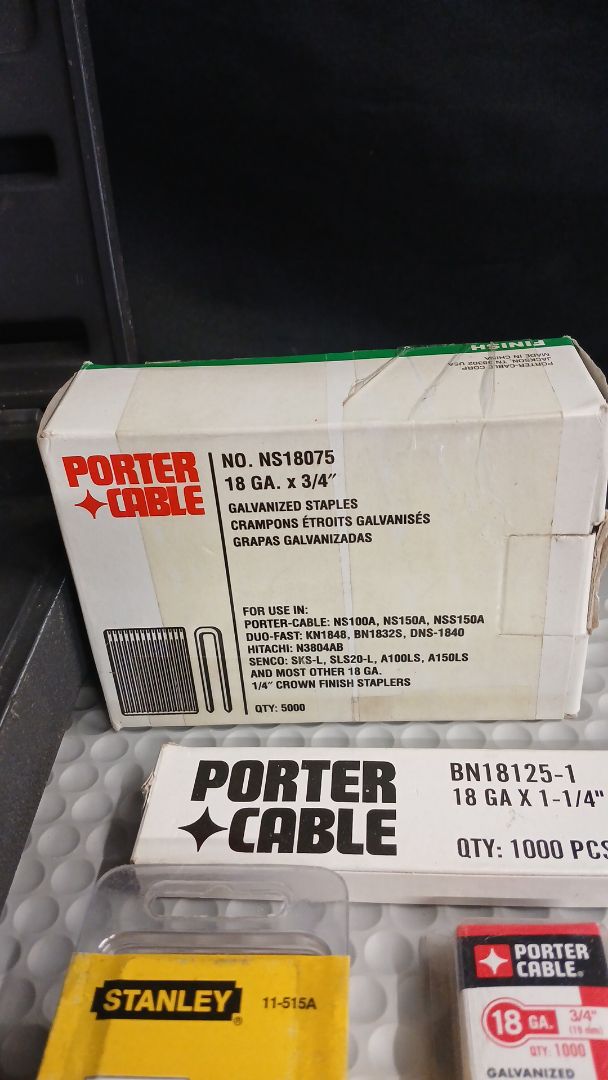 FINISH
PORTER-CABLE CORP
JACKSON, TN 38302 USA
MADE IN CHINA
PORTER
CABLE
NO. NS18075
18 GA. x 3/4"
GALVANIZED STAPLES
CRAMPONS ÉTROITS GALVANISÉS
GRAPAS GALVANIZADAS
FOR USE IN:
PORTER-CABLE: NS100A, NS150A, NSS150A
DUO-FAST: KN1848, BN1832S, DNS-1840
HITACHI: N3804AB
SENCO: SKS-L, SLS20-L, A100LS, A150LS
AND MOST OTHER 18 GA.
1/4" CROWN FINISH STAPLERS
QTY: 5000
PORTER
CABLE
BN18125-1
18 GA X 1-1/4"
QTY: 1000 PCS
STANLEY® 11-515A
PORTER
CABLE®
18 GA. 3/4"
(19 mm)
QTY: 1000
GALVANIZED